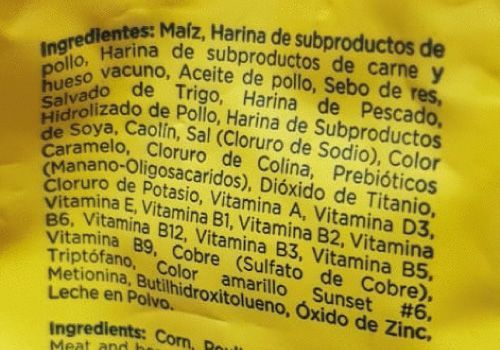 Ingredientes: Maíz, Harina de subproductos de
pollo, Harina de subproductos de carne y
hueso vacuno, Aceite de pollo, Sebo de res,
Salvado de Trigo, Harina de Pescado,
Hidrolizado de Pollo, Harina de Subproductos
de Soya, Caolín, Sal (Cloruro de Sodio), Color
Caramelo, Cloruro de Colina, Prebióticos
(Manano-Oligosacaridos), Dióxido de Titanio,
Cloruro de Potasio, Vitamina A, Vitamina D3,
Vitamina E, Vitamina B1, Vitamina B2, Vitamina
B6, Vitamina B12, Vitamina B3, Vitamina B5,
Vitamina B9, Cobre (Sulfato de Cobre),
Triptófano, Color amarillo Sunset #6,
Metionina, Butilhidroxitolueno, Óxido de Zinc,
Leche en Polvo.
Ingredients: Corn,
Meat and